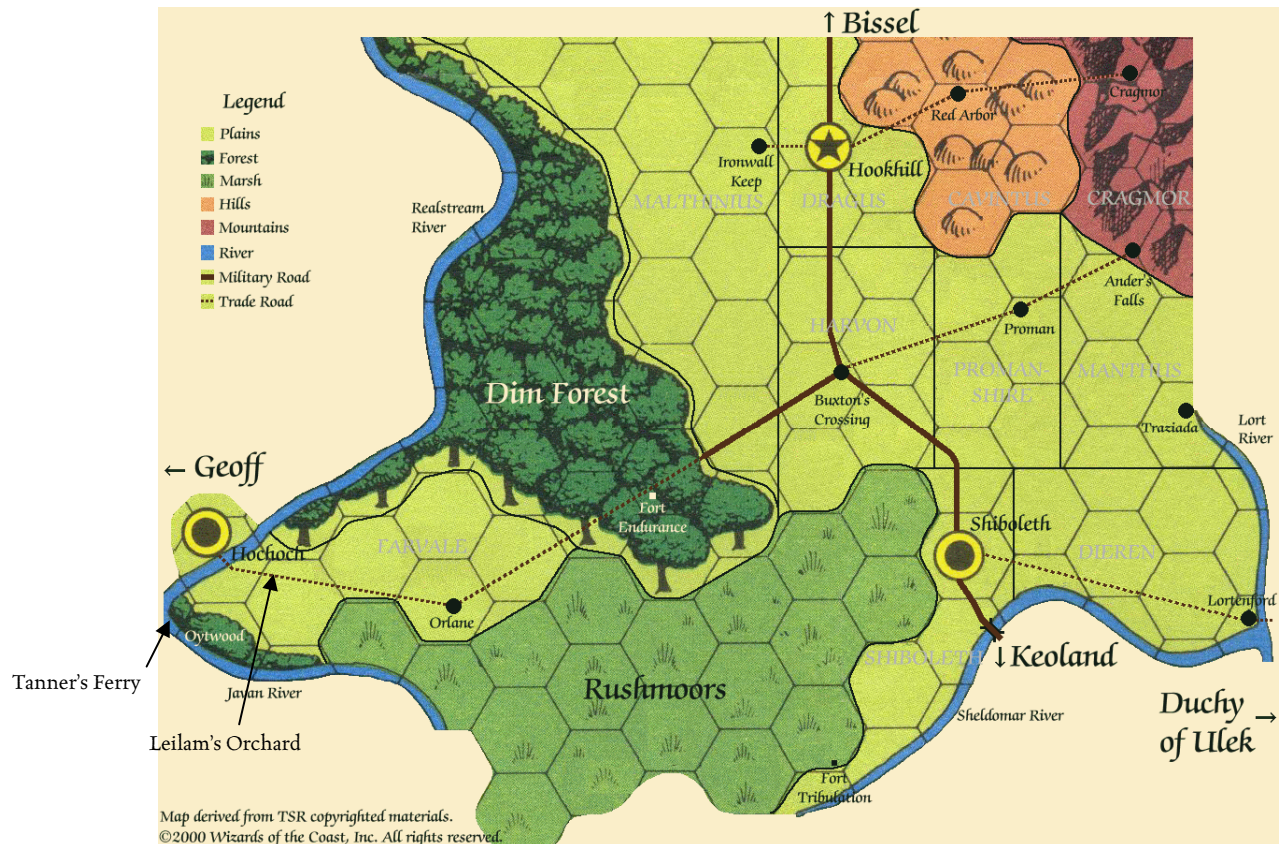 ↑ Bissel
Legend
Plains
Forest
Marsh
Hills
Mountains
River
Military Road
Trade Road
Realstream
River
Ironwall
Keep
Hookhill
Red Arbor
Cragmor
MALTHINIUS
DRAGUS
CAVENTUS
CRAGMOR
Ander's
Falls
HARVON
Proman
PROMAN-
SHIRE
MANTHUS
Dim Forest
Buxton's
Crossing
Traziada
Lort
River
← Geoff
Fort
Endurance
Hochoch
FARVALE
Shiboleth
DIEREN
Orlane
Lortenford
Oytwood
SHIBOLETH
↓ Keoland
Tanner's Ferry
Javan River
Rushmoors
Sheldomar River
Duchy
of Ulek
→
Leilam's Orchard
Fort
Tribulation
Map derived from TSR copyrighted materials.
©2000 Wizards of the Coast, Inc. All rights reserved.